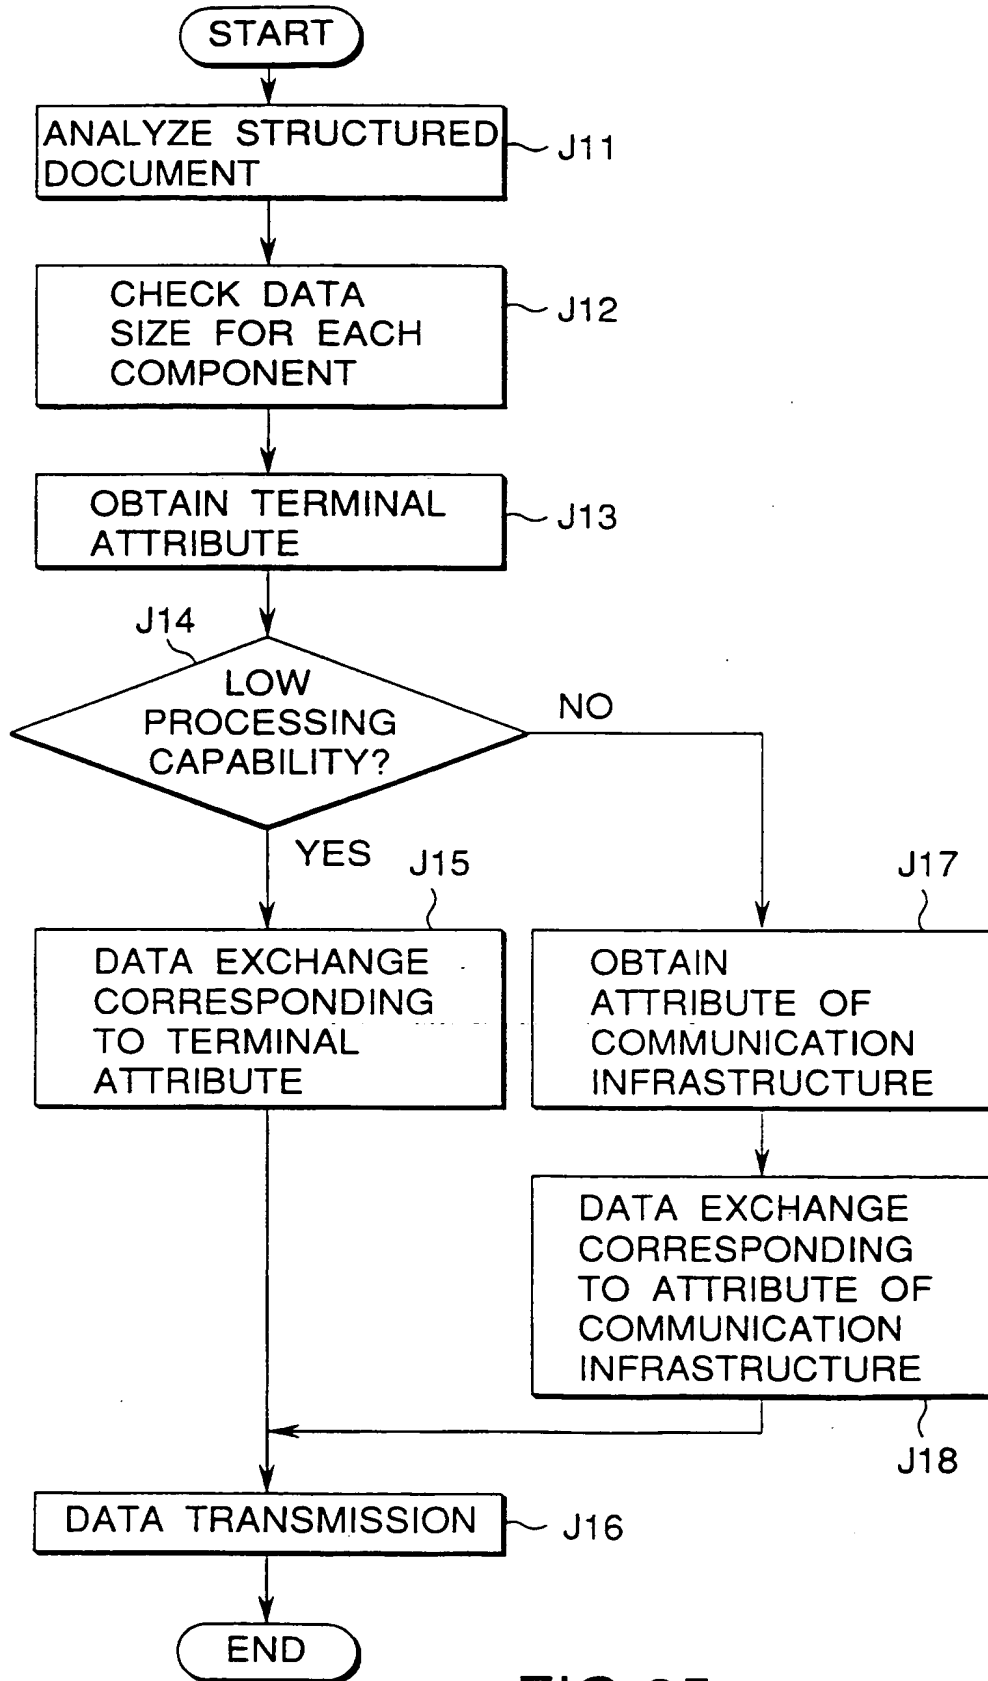 START
ANALYZE STRUCTURED
DOCUMENT
J11
CHECK DATA
SIZE FOR EACH
COMPONENT
J12
OBTAIN TERMINAL
ATTRIBUTE
J13
J14
LOW
PROCESSING
CAPABILITY?
NO
YES
J15
J17
DATA EXCHANGE
CORRESPONDING
TO TERMINAL
ATTRIBUTE
OBTAIN
ATTRIBUTE OF
COMMUNICATION
INFRASTRUCTURE
DATA EXCHANGE
CORRESPONDING
TO ATTRIBUTE OF
COMMUNICATION
INFRASTRUCTURE
J18
DATA TRANSMISSION
J16
END